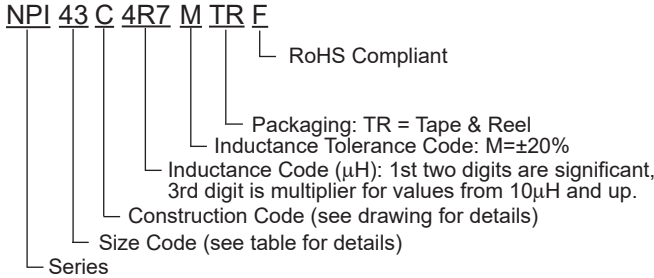 NPI 43 C 4R7 M TR F
RoHS Compliant
Packaging: TR = Tape & Reel
Inductance Tolerance Code: M=±20%
Inductance Code (μH): 1st two digits are significant,
3rd digit is multiplier for values from 10μH and up.
Construction Code (see drawing for details)
Size Code (see table for details)
Series